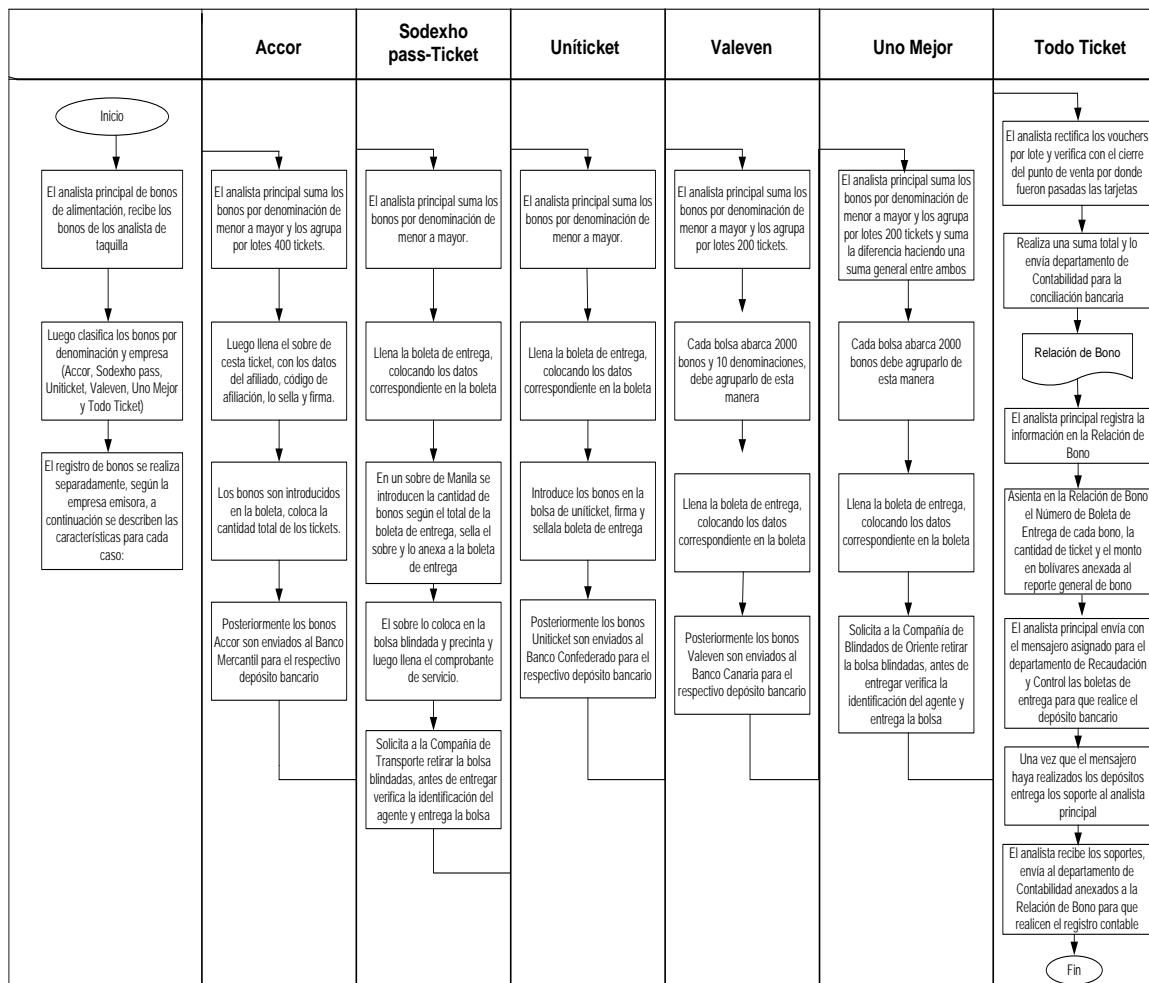 Accor
Sodexho
pass-Ticket
Uníticket
Valeven
Uno Mejor
Todo Ticket
Inicio
El analista principal de bonos
de alimentación, recibe los
bonos de los analista de
taquilla
Luego clasifica los bonos por
denominación y empresa
(Accor, Sodexho pass,
Uniticket, Valeven, Uno Mejor
y Todo Ticket)
El registro de bonos se realiza
separadamente, según la
empresa emisora, a
continuación se describen las
características para cada
caso:
El analista principal suma los
bonos por denominación de
menor a mayor y los agrupa
por lotes 400 tickets.
Luego llena el sobre de
cesta ticket, con los datos
del afiliado, código de
afiliación, lo sella y firma.
Los bonos son introducidos
en la boleta, coloca la
cantidad total de los tickets.
Posteriormente los bonos
Accor son enviados al Banco
Mercantil para el respectivo
depósito bancario
El analista principal suma los
bonos por denominación de
menor a mayor.
Llena la boleta de entrega,
colocando los datos
correspondiente en la boleta
En un sobre de Manila se
introducen la cantidad de
bonos según el total de la
boleta de entrega, sella el
sobre y lo anexa a la boleta
de entrega
El sobre lo coloca en la
bolsa blindada y precinta y
luego llena el comprobante
de servicio.
Solicita a la Compañía de
Transporte retirar la bolsa
blindadas, antes de entregar
verifica la identificación del
agente y entrega la bolsa
El analista principal suma los
bonos por denominación de
menor a mayor.
Llena la boleta de entrega,
colocando los datos
correspondiente en la boleta
Introduce los bonos en la
bolsa de uníticket, firma y
sellala boleta de entrega
Posteriormente los bonos
Uniticket son enviados al
Banco Confederado para el
respectivo depósito bancario
El analista principal suma los
bonos por denominación de
menor a mayor y los agrupa
por lotes 200 tickets.
Cada bolsa abarca 2000
bonos y 10 denominaciones,
debe agruparlo de esta
manera
Llena la boleta de entrega,
colocando los datos
correspondiente en la boleta
Posteriormente los bonos
Valeven son enviados al
Banco Canaria para el
respectivo depósito bancario
El analista principal suma los
bonos por denominación de
menor a mayor y los agrupa
por lotes 200 tickets y suma
la diferencia haciendo una
suma general entre ambos
Cada bolsa abarca 2000
bonos debe agruparlo de
esta manera
Llena la boleta de entrega,
colocando los datos
correspondiente en la boleta
Solicita a la Compañía de
Blindados de Oriente retirar
la bolsa blindadas, antes de
entregar verifica la
identificación del agente y
entrega la bolsa
El analista rectifica los vouchers
por lote y verifica con el cierre
del punto de venta por donde
fueron pasadas las tarjetas
Realiza una suma total y lo
envía departamento de
Contabilidad para la
conciliación bancaria
Relación de Bono
El analista principal registra la
información en la Relación de
Bono
Asienta en la Relación de Bono
el Número de Boleta de
Entrega de cada bono, la
cantidad de ticket y el monto
en bolívares anexada al
reporte general de bono
El analista principal envía con
el mensajero asignado para el
departamento de Recaudación
y Control las boletas de
entrega para que realice el
depósito bancario
Una vez que el mensajero
haya realizados los depósitos
entrega los soporte al analista
principal
El analista recibe los soportes,
envía al departamento de
Contabilidad anexados a la
Relación de Bono para que
realicen el registro contable
Fin